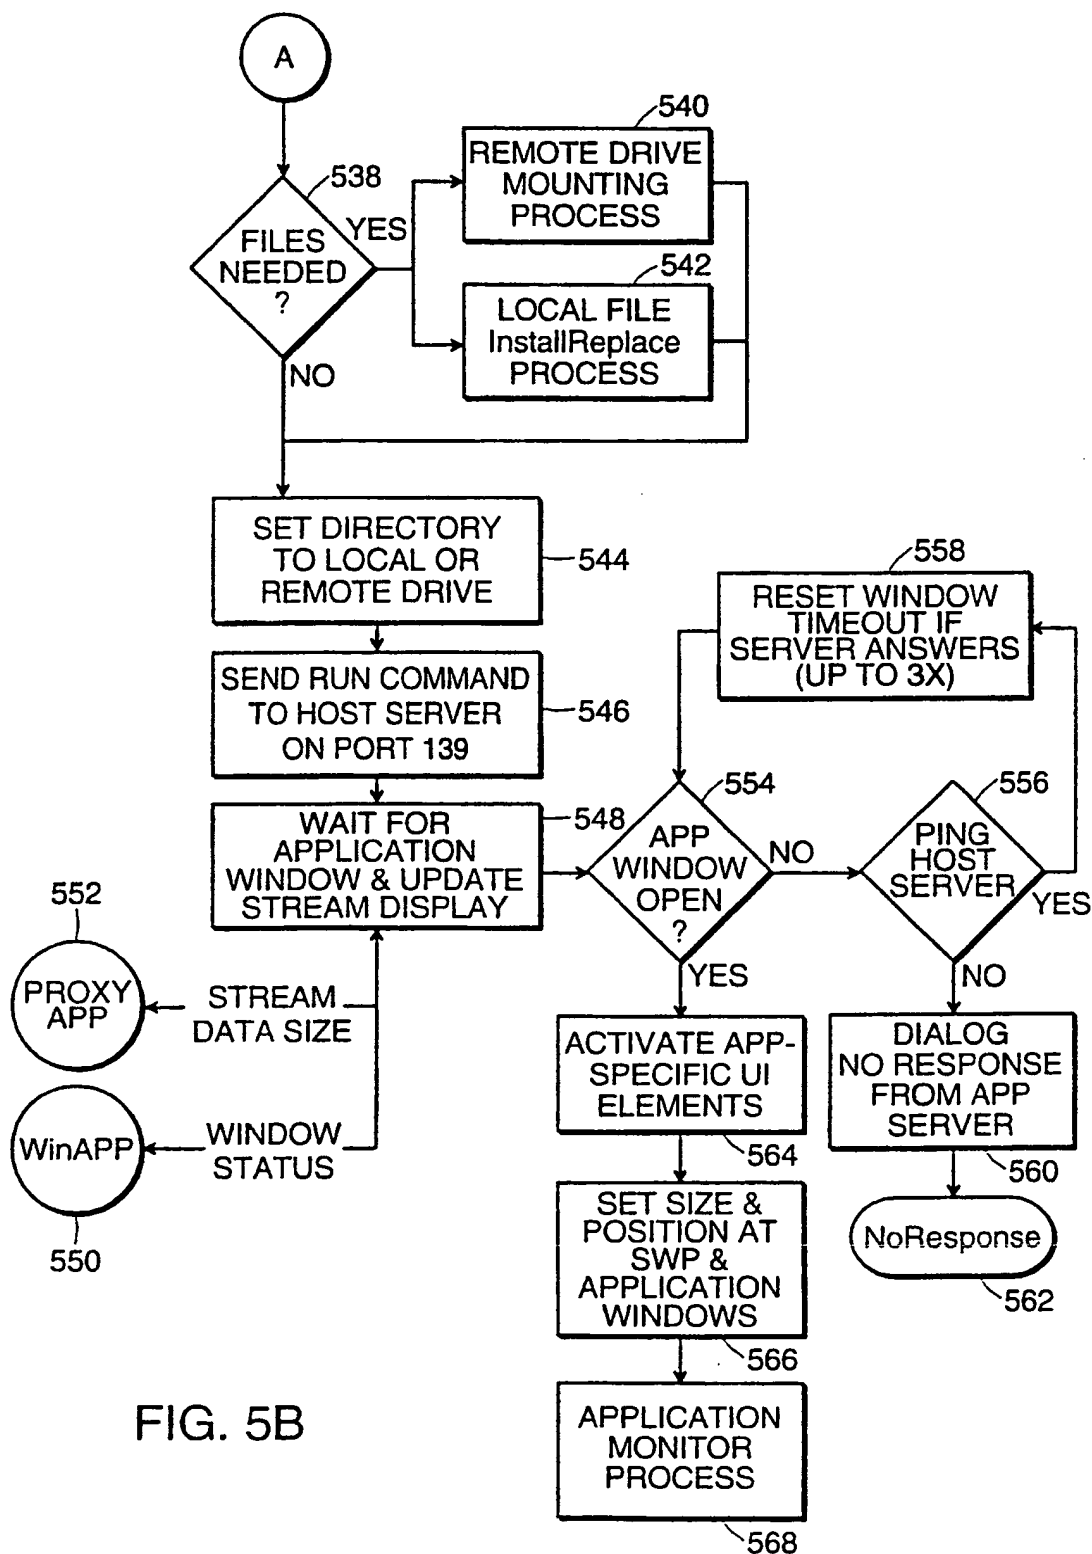 A
540
REMOTE DRIVE
MOUNTING
PROCESS
538
YES
FILES
NEEDED
?
542
LOCAL FILE
InstallReplace
PROCESS
NO
SET DIRECTORY
TO LOCAL OR
REMOTE DRIVE
544
558
RESET WINDOW
TIMEOUT IF
SERVER ANSWERS
(UP TO 3X)
SEND RUN COMMAND
TO HOST SERVER
ON PORT 139
546
WAIT FOR
APPLICATION
WINDOW & UPDATE
STREAM DISPLAY
548
554
APP
WINDOW
OPEN
?
NO
556
PING
HOST
SERVER
YES
552
PROXY
APP
STREAM
DATA SIZE
YES
NO
WinAPP
WINDOW
STATUS
550
ACTIVATE APP-
SPECIFIC UI
ELEMENTS
564
DIALOG
NO RESPONSE
FROM APP
SERVER
560
SET SIZE &
POSITION AT
SWP &
APPLICATION
WINDOWS
566
NoResponse
562
APPLICATION
MONITOR
PROCESS
568
FIG. 5B